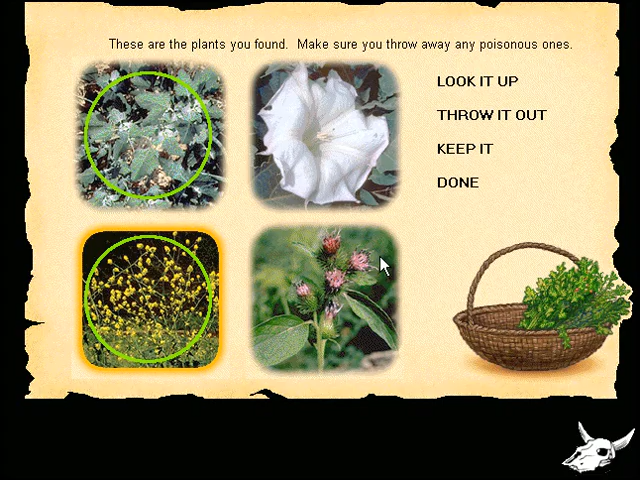 These are the plants you found.  Make sure you throw away any poisonous ones.
LOOK IT UP
THROW IT OUT
KEEP IT
DONE